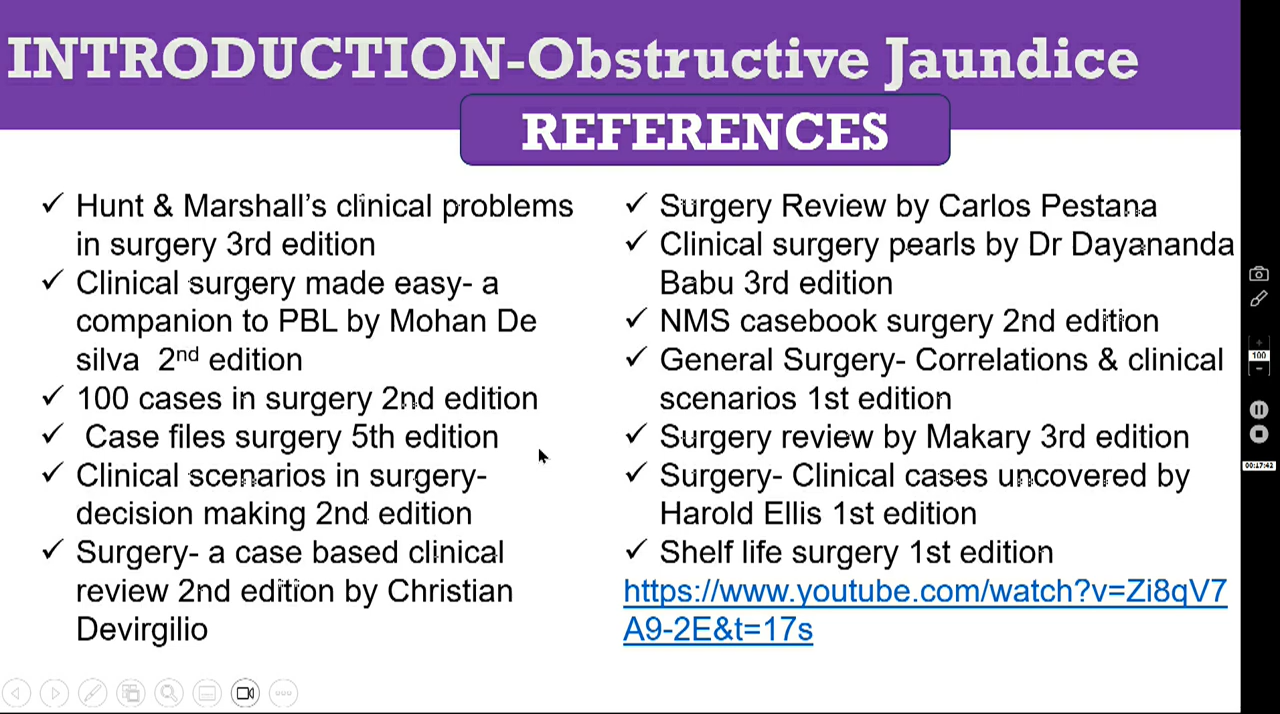 INTRODUCTION-Obstructive Jaundice
REFERENCES
✓ Hunt & Marshall's clinical problems
in surgery 3rd edition
✓ Clinical surgery made easy- a
companion to PBL by Mohan De
silva 2nd edition
✓ 100 cases in surgery 2nd edition
✓ Case files surgery 5th edition
✓ Clinical scenarios in surgery-
decision making 2nd edition
✓ Surgery- a case based clinical
review 2nd edition by Christian
Devirgilio
✓ Surgery Review by Carlos Pestana
✓ Clinical surgery pearls by Dr Dayananda
Babu 3rd edition
✓ NMS casebook surgery 2nd edition
✓ General Surgery- Correlations & clinical
scenarios 1st edition
✓ Surgery review by Makary 3rd edition
✓ Surgery- Clinical cases uncovered by
Harold Ellis 1st edition
✓ Shelf life surgery 1st edition
https://www.youtube.com/watch?v=Zi8qV7
A9-2E&t=17s
100
00:17:42